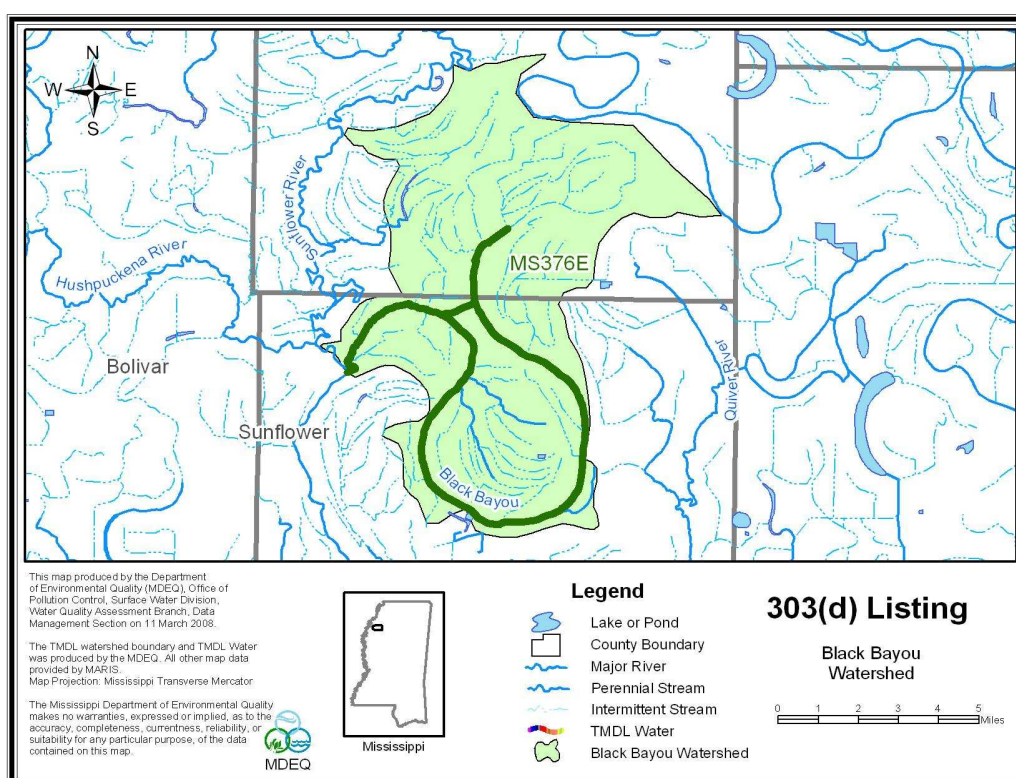 N
W E
S
Sunflower River
Hushpuckena River
MS376E
Bolivar
Sunflower
Quiver River
Black Bayou
This map produced by the Department
of Environmental Quality (MDEQ), Office of
Pollution Control, Surface Water Division,
Water Quality Assessment Branch, Data
Management Section on 11 March 2008.
The TMDL watershed boundary and TMDL Water
was produced by the MDEQ. All other map data
provided by MARIS.
Map Projection: Mississippi Transverse Mercator
The Mississippi Department of Environmental Quality
makes no warranties, expressed or implied, as to the
accuracy, completeness, currentness, reliability, or
suitability for any particular purpose, of the data
contained on this map.
MDEQ
Mississippi
Legend
Lake or Pond
County Boundary
Major River
Perennial Stream
Intermittent Stream
TMDL Water
Black Bayou Watershed
303(d) Listing
Black Bayou
Watershed
0 1 2 3 4 5
Miles